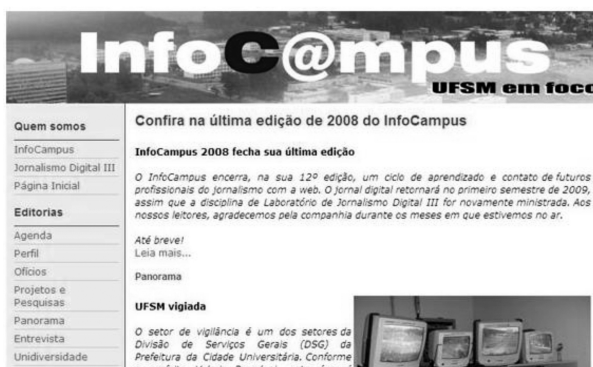 InfoC@mpus
UFSM em foco
Quem somos
InfoCampus
Jornalismo Digital III
Página Inicial
Editorias
Agenda
Perfil
Ofícios
Projetos e
Pesquisas
Panorama
Entrevista
Unidiversidade
Confira na última edição de 2008 do InfoCampus
InfoCampus 2008 fecha sua última edição
O InfoCampus encerra, na sua 12º edição, um ciclo de aprendizado e contato de futuros
profissionais do jornalismo com a web. O jornal digital retornará no primeiro semestre de 2009,
assim que a disciplina de Laboratório de Jornalismo Digital III for novamente ministrada. Aos
nossos leitores, agradecemos pela companhia durante os meses em que estivemos no ar.
Até breve!
Leia mais...
Panorama
UFSM vigiada
O setor de vigilância é um dos setores da
Divisão de Serviços Gerais (DSG) da
Prefeitura da Cidade Universitária. Conforme